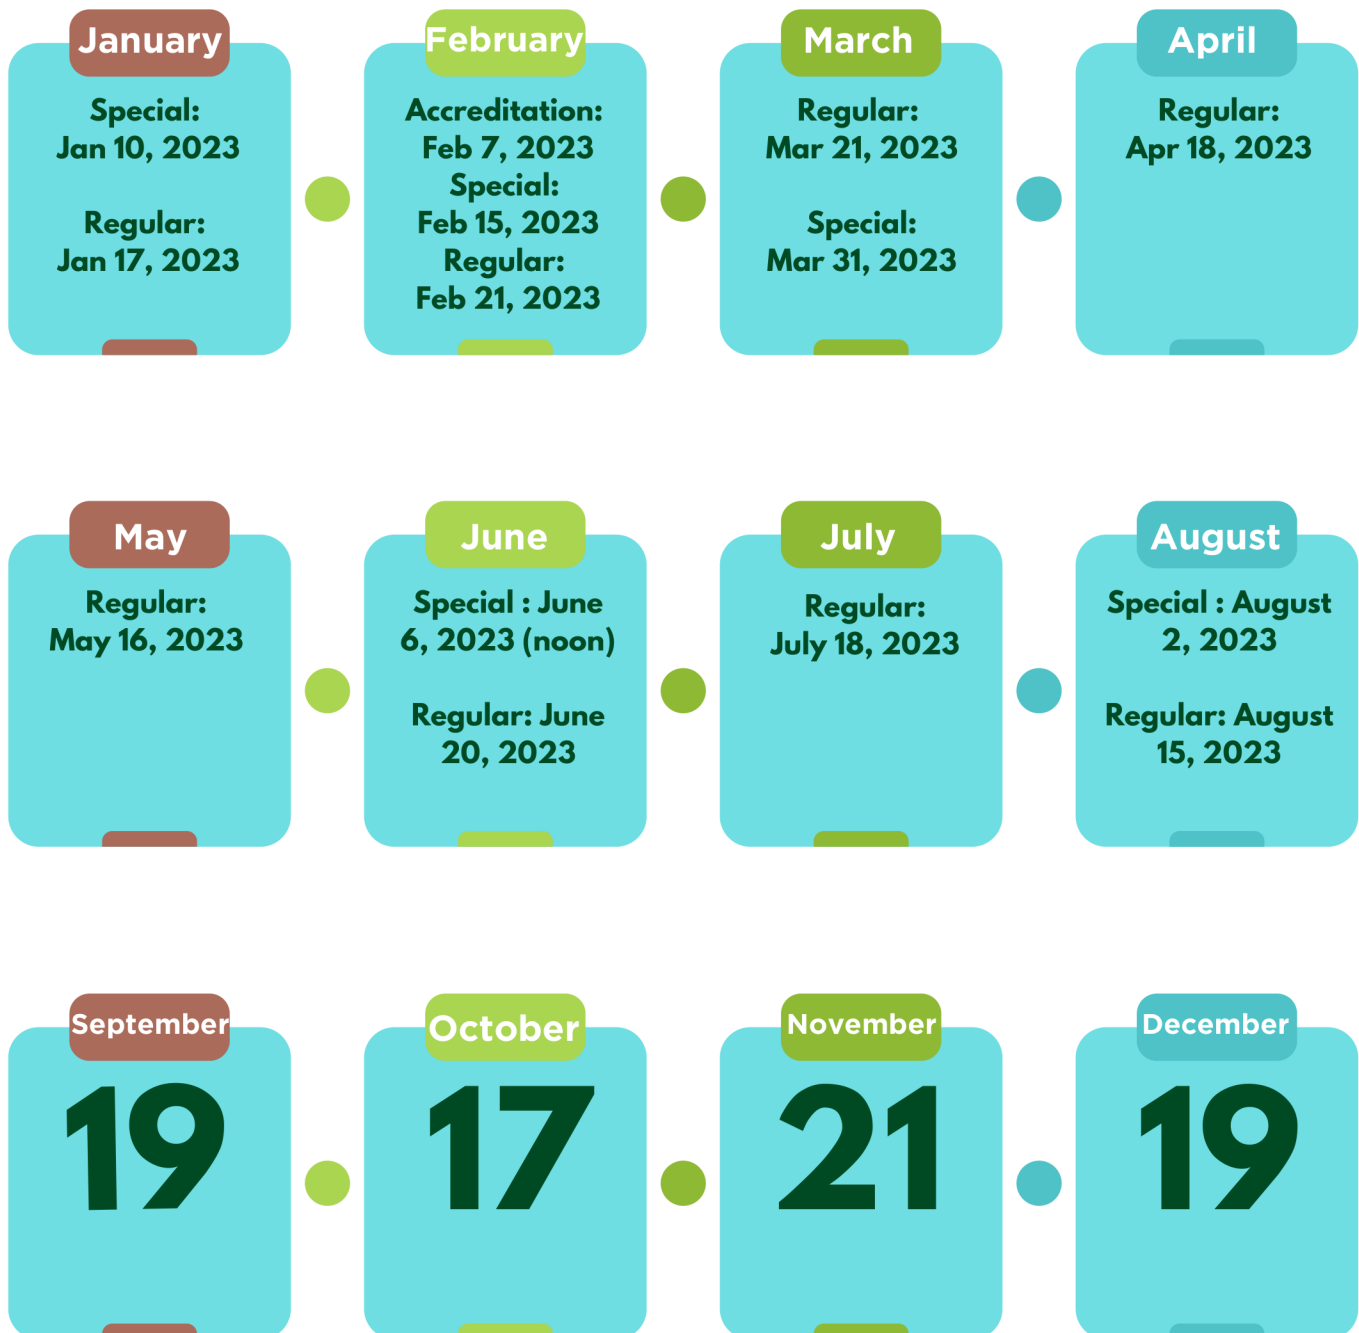 January
Special:
Jan 10, 2023
Regular:
Jan 17, 2023
February
Accreditation:
Feb 7, 2023
Special:
Feb 15, 2023
Regular:
Feb 21, 2023
March
Regular:
Mar 21, 2023
Special:
Mar 31, 2023
April
Regular:
Apr 18, 2023
May
Regular:
May 16, 2023
June
Special : June
6, 2023 (noon)
Regular: June
20, 2023
July
Regular:
July 18, 2023
August
Special : August
2, 2023
Regular: August
15, 2023
September
19
October
17
November
21
December
19